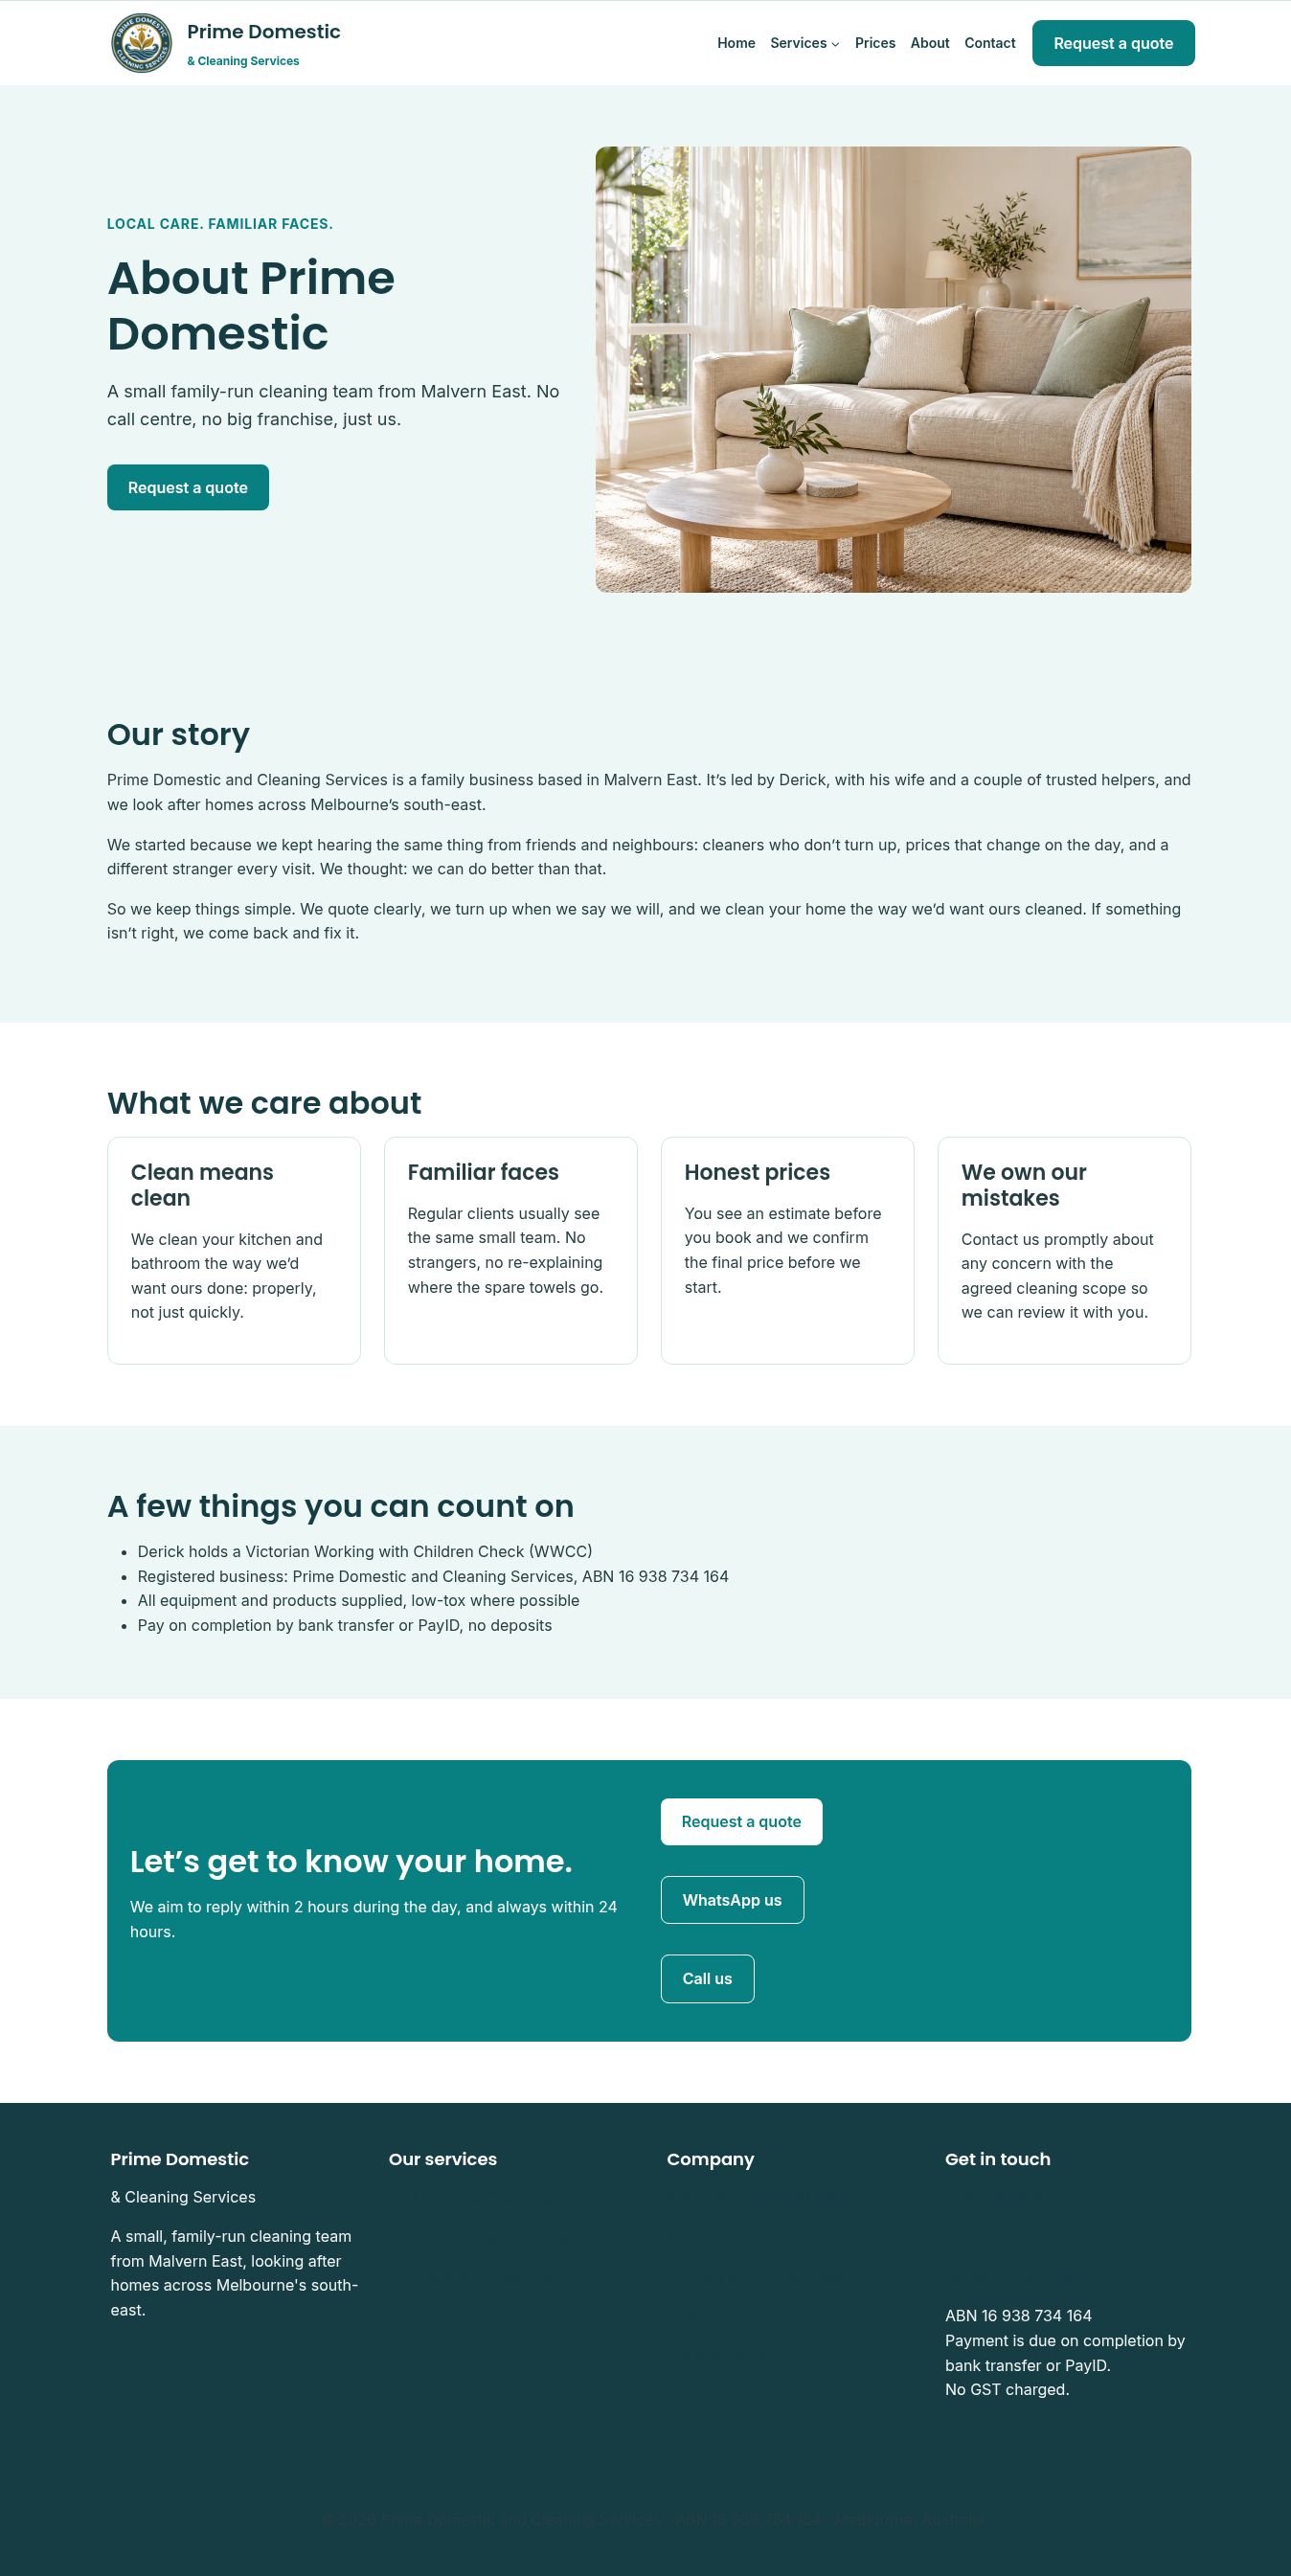 PRIME DOMESTIC
CLEANING SERVICES
Prime Domestic
& Cleaning Services
Home Services Prices About Contact Request a quote
LOCAL CARE. FAMILIAR FACES.
About Prime
Domestic
A small family-run cleaning team from Malvern East. No
call centre, no big franchise, just us.
Request a quote
Our story
Prime Domestic and Cleaning Services is a family business based in Malvern East. It’s led by Derick, with his wife and a couple of trusted helpers, and
we look after homes across Melbourne’s south-east.
We started because we kept hearing the same thing from friends and neighbours: cleaners who don’t turn up, prices that change on the day, and a
different stranger every visit. We thought: we can do better than that.
So we keep things simple. We quote clearly, we turn up when we say we will, and we clean your home the way we’d want ours cleaned. If something
isn’t right, we come back and fix it.
What we care about
Clean means
clean
We clean your kitchen and
bathroom the way we’d
want ours done: properly,
not just quickly.
Familiar faces
Regular clients usually see
the same small team. No
strangers, no re-explaining
where the spare towels go.
Honest prices
You see an estimate before
you book and we confirm
the final price before we
start.
We own our
mistakes
Contact us promptly about
any concern with the
agreed cleaning scope so
we can review it with you.
A few things you can count on
• Derick holds a Victorian Working with Children Check (WWCC)
• Registered business: Prime Domestic and Cleaning Services, ABN 16 938 734 164
• All equipment and products supplied, low-tox where possible
• Pay on completion by bank transfer or PayID, no deposits
Let’s get to know your home.
We aim to reply within 2 hours during the day, and always within 24
hours.
Request a quote
WhatsApp us
Call us
Prime Domestic
& Cleaning Services
A small, family-run cleaning team
from Malvern East, looking after
homes across Melbourne's south-
east.
Our services
Company
Get in touch
ABN 16 938 734 164
Payment is due on completion by
bank transfer or PayID.
No GST charged.